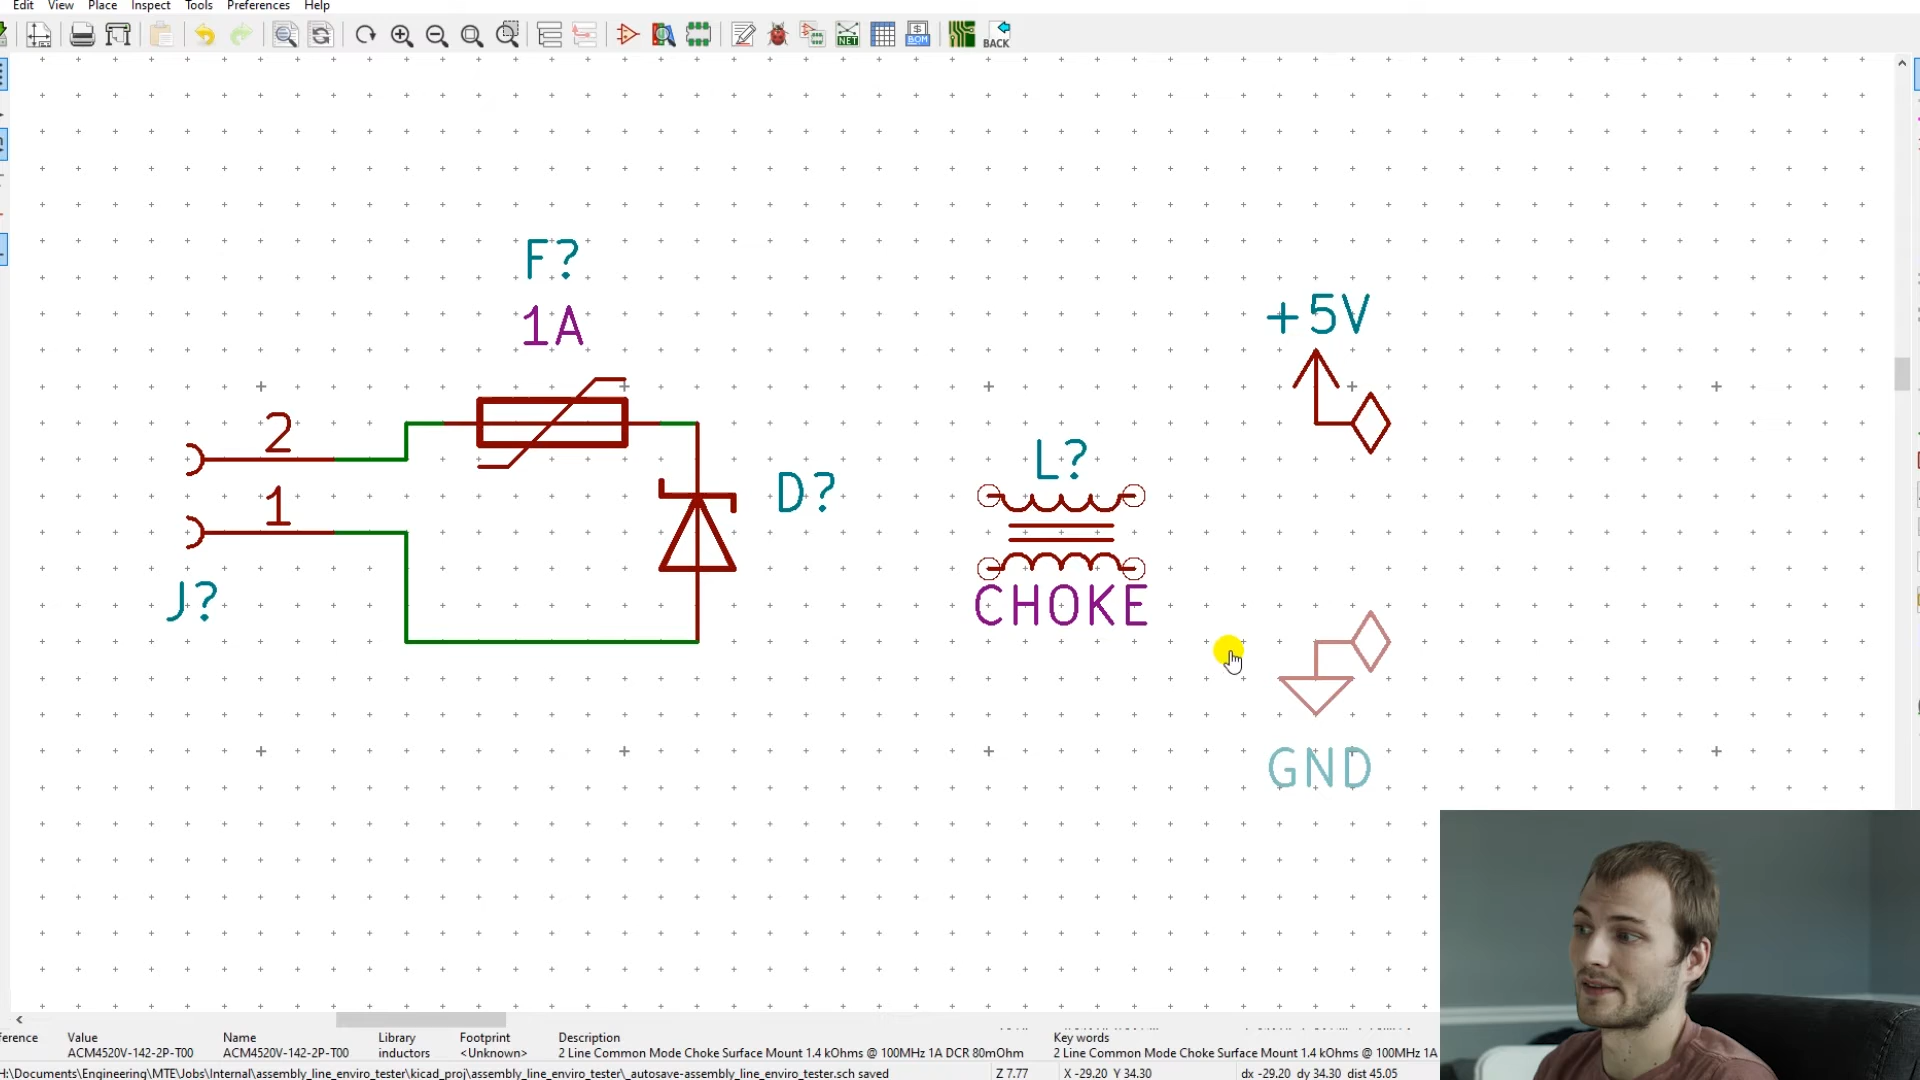 Edit View Place Inspect Tools Preferences Help
NET
BOM
BACK
F?
1A
+5V
2
L?
1
D?
CHOKE
J?
GND
Value Name Library Footprint Description Key words
ACM4520V-142-2P-T00 ACM4520V-142-2P-T00 inductors <Unknown> 2 Line Common Mode Choke Surface Mount 1.4 kOhms @ 100MHz 1A DCR 80mOhm 2 Line Common Mode Choke Surface Mount 1.4 kOhms @ 100MHz 1A
H:\Documents\Engineering\MTE\Jobs\Internal\assembly_line_enviro_tester\kicad_proj\assembly_line_enviro_tester\_autosave-assembly_line_enviro_tester.sch saved Z 7.77 X -29.20 Y 34.30 dx -29.20 dy 34.30 dist 45.05